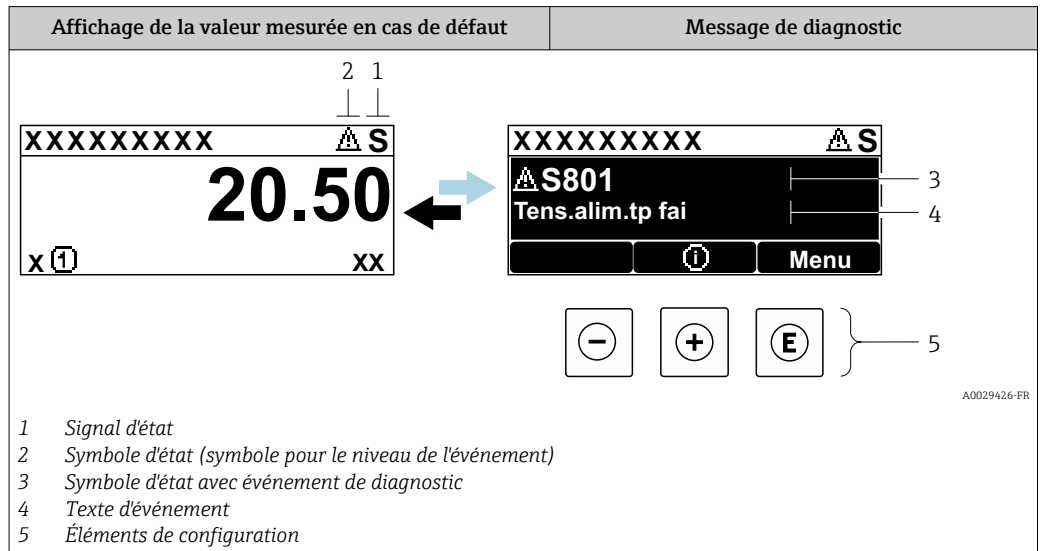 Affichage de la valeur mesurée en cas de défaut
Message de diagnostic
2 1
XXXXXXXXX ⚠ S
20.50
x ① xx
XXXXXXXXX ⚠ S
⚠S801
Tens.alim.tp fai
ⓘ Menu
3
4
− + E
5
A0029426-FR
1 Signal d'état
2 Symbole d'état (symbole pour le niveau de l'événement)
3 Symbole d'état avec événement de diagnostic
4 Texte d'événement
5 Éléments de configuration